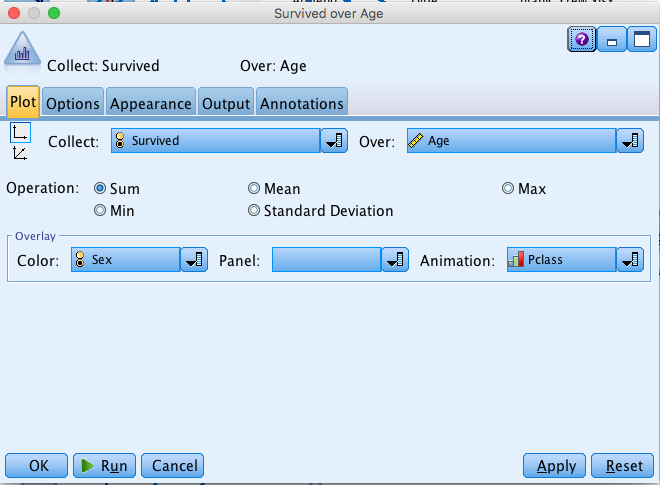 Survived over Age
?
Collect: Survived Over: Age
Plot Options Appearance Output Annotations
Collect: Survived Over: Age
Operation: Sum Mean Max
Min Standard Deviation
Overlay
Color: Sex Panel: Animation: Pclass
OK Run Cancel Apply Reset